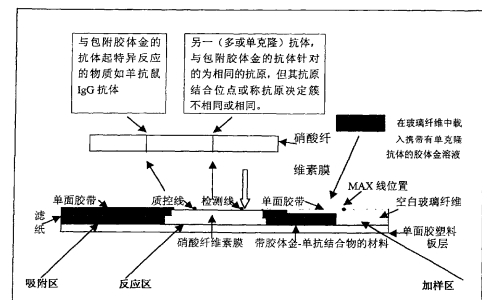 与包附胶体金的
抗体起特异反应
的物质如羊抗鼠
IgG 抗体
另一（多或单克隆）抗体，
与包附胶体金的抗体针对
的为相同的抗原，但其抗原
结合位点或称抗原决定簇
不相同或相同。
硝酸纤
维素膜
在玻璃纤维中载
入携带有单克隆
抗体的胶体金溶液
MAX 线位置
单面胶带
质控线
检测线
单面胶带
空白玻璃纤维
滤
纸
硝酸纤维素膜
带胶体金-单抗结合物的材料
单面胶塑料
板层
吸附区
反应区
加样区